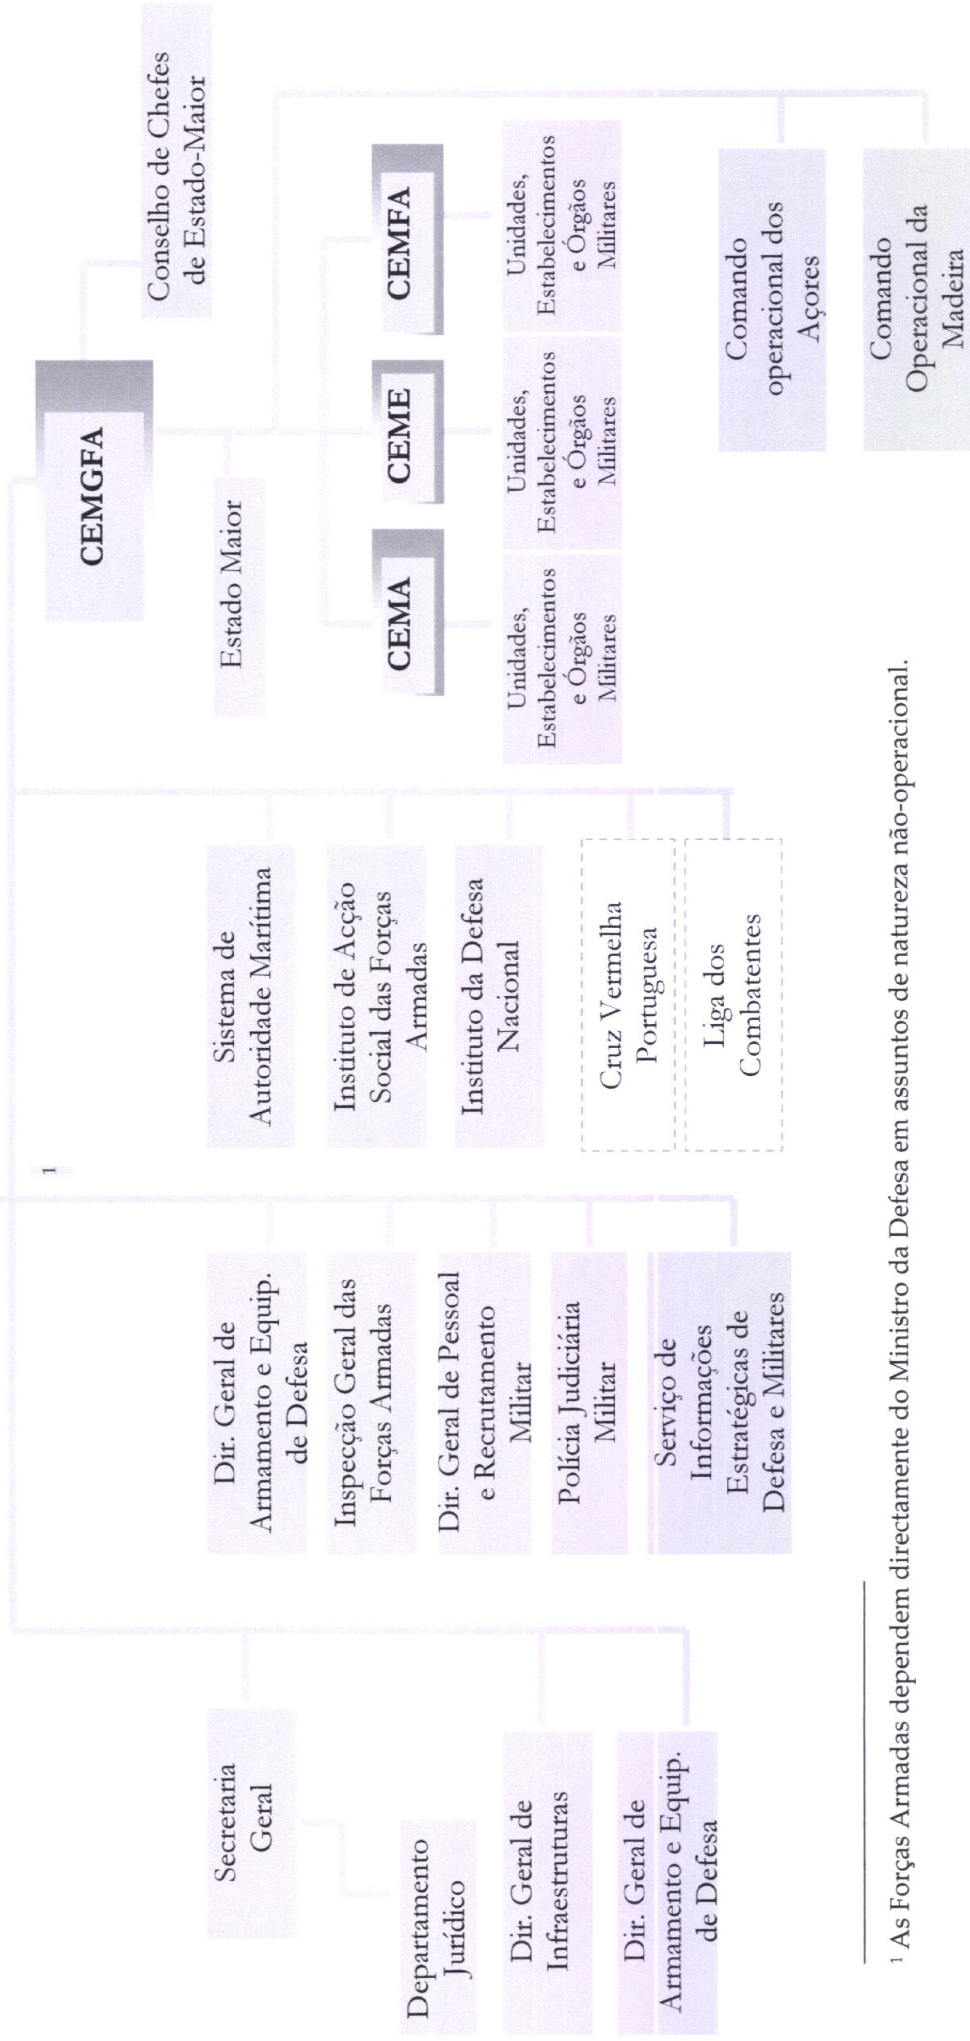 CEMGFA
Conselho de Chefes
de Estado-Maior
Estado Maior
CEMA
CEME
CEMFA
Unidades,
Estabelecimentos
e Órgãos
Militares
Unidades,
Estabelecimentos
e Órgãos
Militares
Unidades,
Estabelecimentos
e Órgãos
Militares
Comando
operacional dos
Açores
Comando
Operacional da
Madeira
1
Sistema de
Autoridade Marítima
Instituto de Acção
Social das Forças
Armadas
Instituto da Defesa
Nacional
Cruz Vermelha
Portuguesa
Liga dos
Combatentes
Dir. Geral de
Armamento e Equip.
de Defesa
Inspecção Geral das
Forças Armadas
Dir. Geral de Pessoal
e Recrutamento
Militar
Polícia Judiciária
Militar
Serviço de
Informações
Estratégicas de
Defesa e Militares
Secretaria
Geral
Departamento
Jurídico
Dir. Geral de
Infraestruturas
Dir. Geral de
Armamento e Equip.
de Defesa
1 As Forças Armadas dependem directamente do Ministro da Defesa em assuntos de natureza não-operacional.